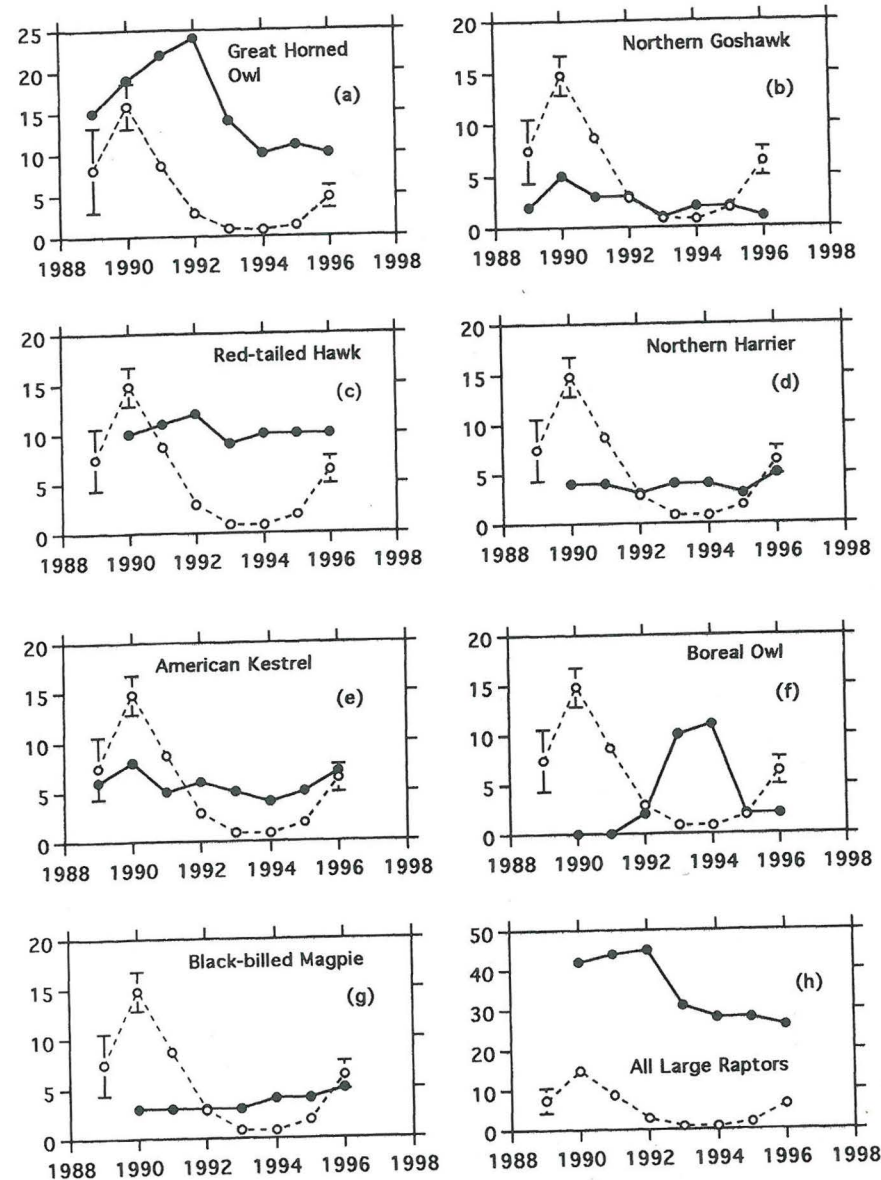 25
20
15
10
5
0
Great Horned
Owl
(a)
1988 1990 1992 1994 1996 1998
20
15
10
5
0
Northern Goshawk
(b)
1988 1990 1992 1994 1996 1998
20
15
10
5
0
Red-tailed Hawk
(c)
1988 1990 1992 1994 1996 1998
20
15
10
5
0
Northern Harrier
(d)
1988 1990 1992 1994 1996 1998
20
15
10
5
0
American Kestrel
(e)
1988 1990 1992 1994 1996 1998
20
15
10
5
0
Boreal Owl
(f)
1988 1990 1992 1994 1996 1998
20
15
10
5
0
Black-billed Magpie
(g)
1988 1990 1992 1994 1996 1998
50
40
30
20
10
0
(h)
All Large Raptors
1988 1990 1992 1994 1996 1998